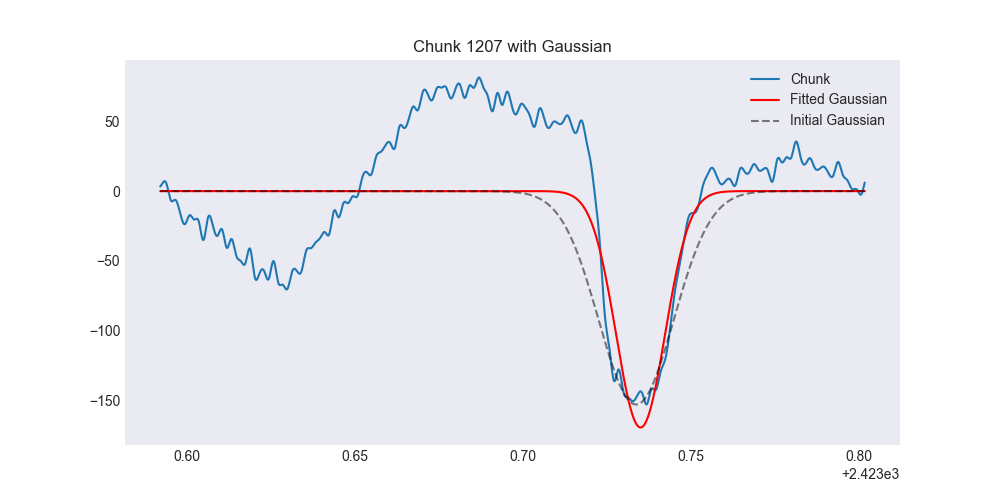 Chunk 1207 with Gaussian
Chunk
Fitted Gaussian
Initial Gaussian
50
0
−50
−100
−150
0.60 0.65 0.70 0.75 0.80
+2.423e3